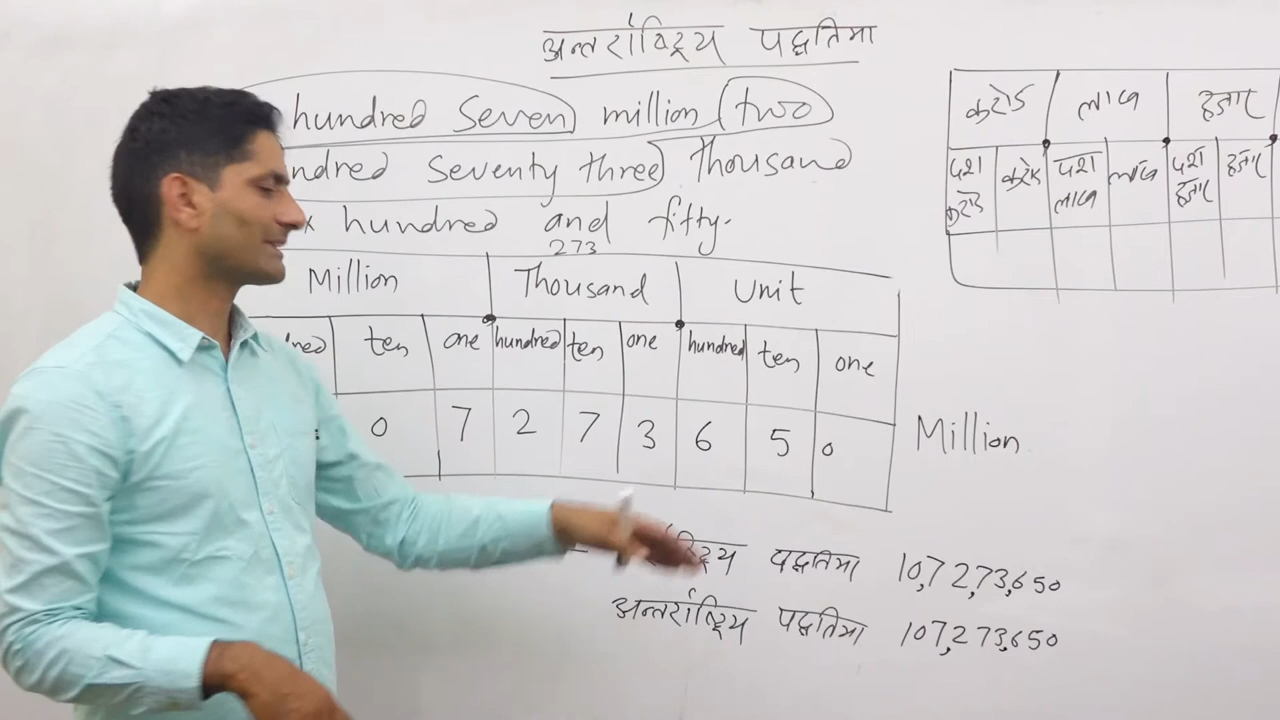 अन्तर्राष्ट्रिय पद्धतिमा
hundred seven million two
ndred seventy three Thousand
x hundred and fifty.
273
Million Thousand Unit
red ten one hundred ten one hundred ten one
0 7 2 7 3 6 5 0
Million
करोड लाख हजार
दश करोड करोड दश लाख लाख दश हजार हजार
ष्ट्रिय पद्धतिमा 10,7 2,73,650
अन्तर्राष्ट्रिय पद्धतिमा 107,273,650